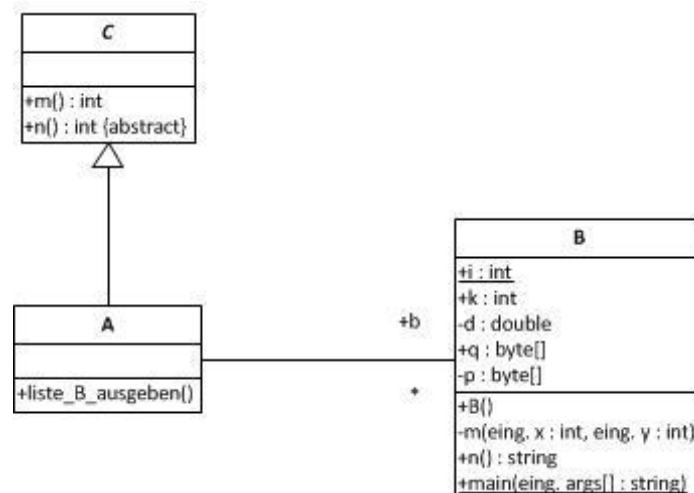 C
+m() : int
+n() : int {abstract}
A
+liste_B_ausgeben()
+b
*
B
+i : int
+k : int
-d : double
+q : byte[]
-p : byte[]
+B()
-m(eing. x : int, eing. y : int)
+n() : string
+main(eing. args[] : string)